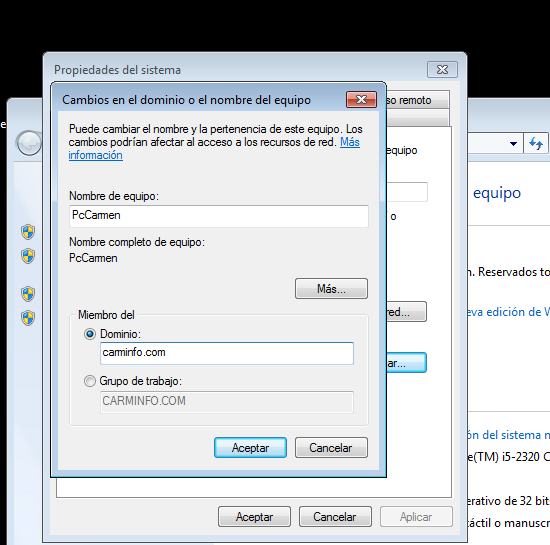 Propiedades del sistema
Cambios en el dominio o el nombre del equipo
so remoto
Puede cambiar el nombre y la pertenencia de este equipo. Los
cambios podrían afectar al acceso a los recursos de red. Más
información
equipo
equipo
Nombre de equipo:
PcCarmen
o
Nombre completo de equipo:
PcCarmen
n. Reservados to
Más...
eva edición de W
red...
Miembro del
Dominio:
carminfo.com
ar...
Grupo de trabajo:
CARMINFO.COM
ón del sistema n
Aceptar
Cancelar
e(TM) i5-2320 C
erativo de 32 bit
Aceptar
Cancelar
Aplicar
áctil o manuscr